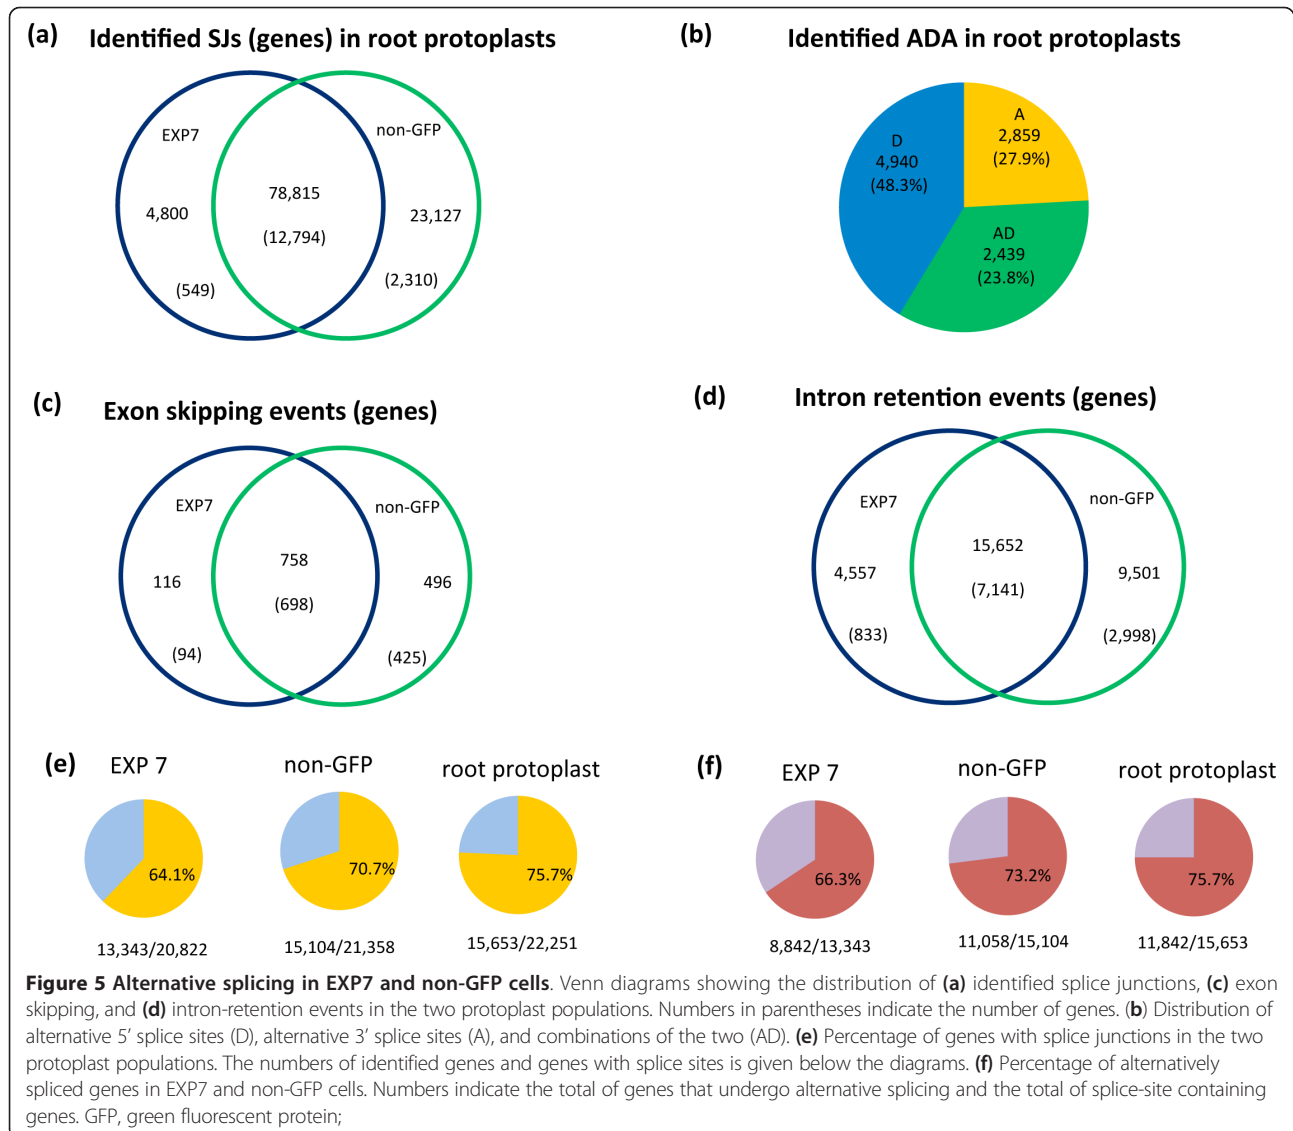 (a)
Identified SJs (genes) in root protoplasts
EXP7
non-GFP
4,800
78,815
23,127
(12,794)
(549)
(2,310)
(b)
Identified ADA in root protoplasts
D
4,940
(48.3%)
A
2,859
(27.9%)
AD
2,439
(23.8%)
(c)
Exon skipping events (genes)
EXP7
non-GFP
116
758
496
(698)
(94)
(425)
(d)
Intron retention events (genes)
EXP7
non-GFP
4,557
15,652
9,501
(7,141)
(833)
(2,998)
(e)
EXP 7
non-GFP
root protoplast
64.1%
70.7%
75.7%
13,343/20,822
15,104/21,358
15,653/22,251
(f)
EXP 7
non-GFP
root protoplast
66.3%
73.2%
75.7%
8,842/13,343
11,058/15,104
11,842/15,653
Figure 5 Alternative splicing in EXP7 and non-GFP cells. Venn diagrams showing the distribution of (a) identified splice junctions, (c) exon
skipping, and (d) intron-retention events in the two protoplast populations. Numbers in parentheses indicate the number of genes. (b) Distribution of
alternative 5′ splice sites (D), alternative 3′ splice sites (A), and combinations of the two (AD). (e) Percentage of genes with splice junctions in the two
protoplast populations. The numbers of identified genes and genes with splice sites is given below the diagrams. (f) Percentage of alternatively
spliced genes in EXP7 and non-GFP cells. Numbers indicate the total of genes that undergo alternative splicing and the total of splice-site containing
genes. GFP, green fluorescent protein;